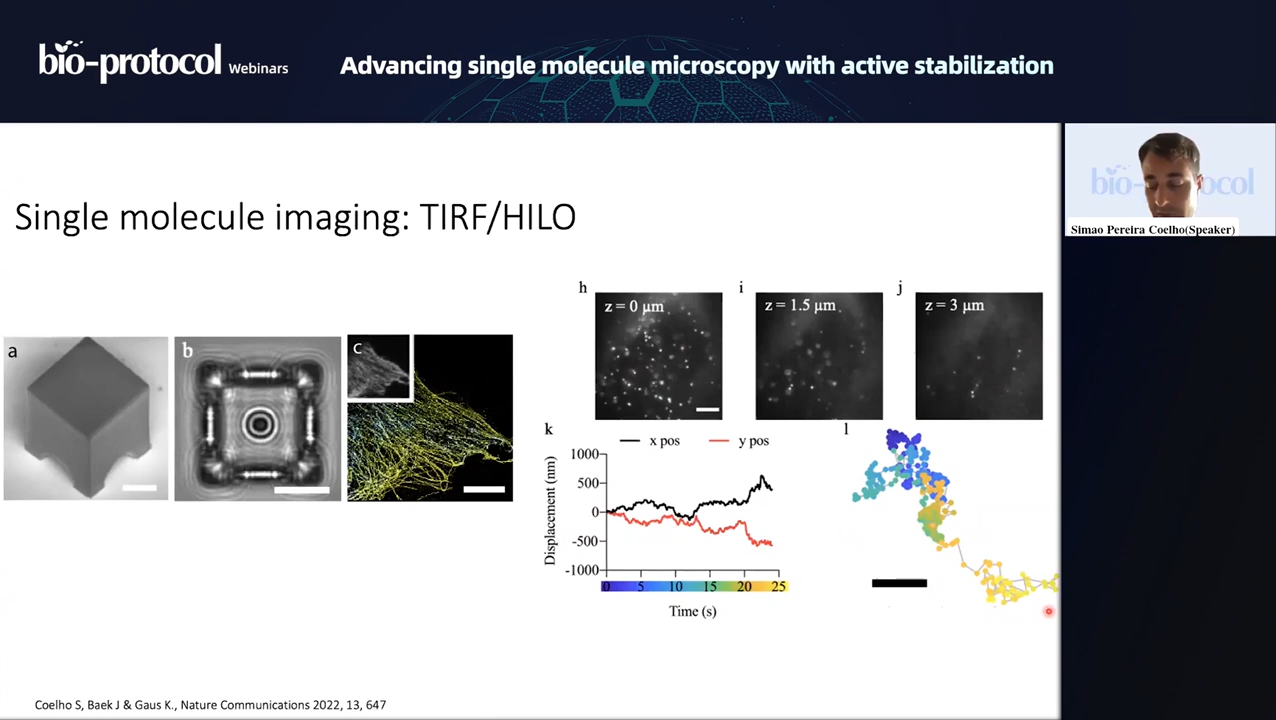 bio-protocol Webinars
Advancing single molecule microscopy with active stabilization
bio-protocol
Simao Pereira Coelho(Speaker)
Single molecule imaging: TIRF/HILO
a
b
c
h
i
j
z = 0 μm
z = 1.5 μm
z = 3 μm
k
x pos
y pos
l
Displacement (nm)
1000
500
0
-500
-1000
0 5 10 15 20 25
Time (s)
Coelho S, Baek J & Gaus K., Nature Communications 2022, 13, 647